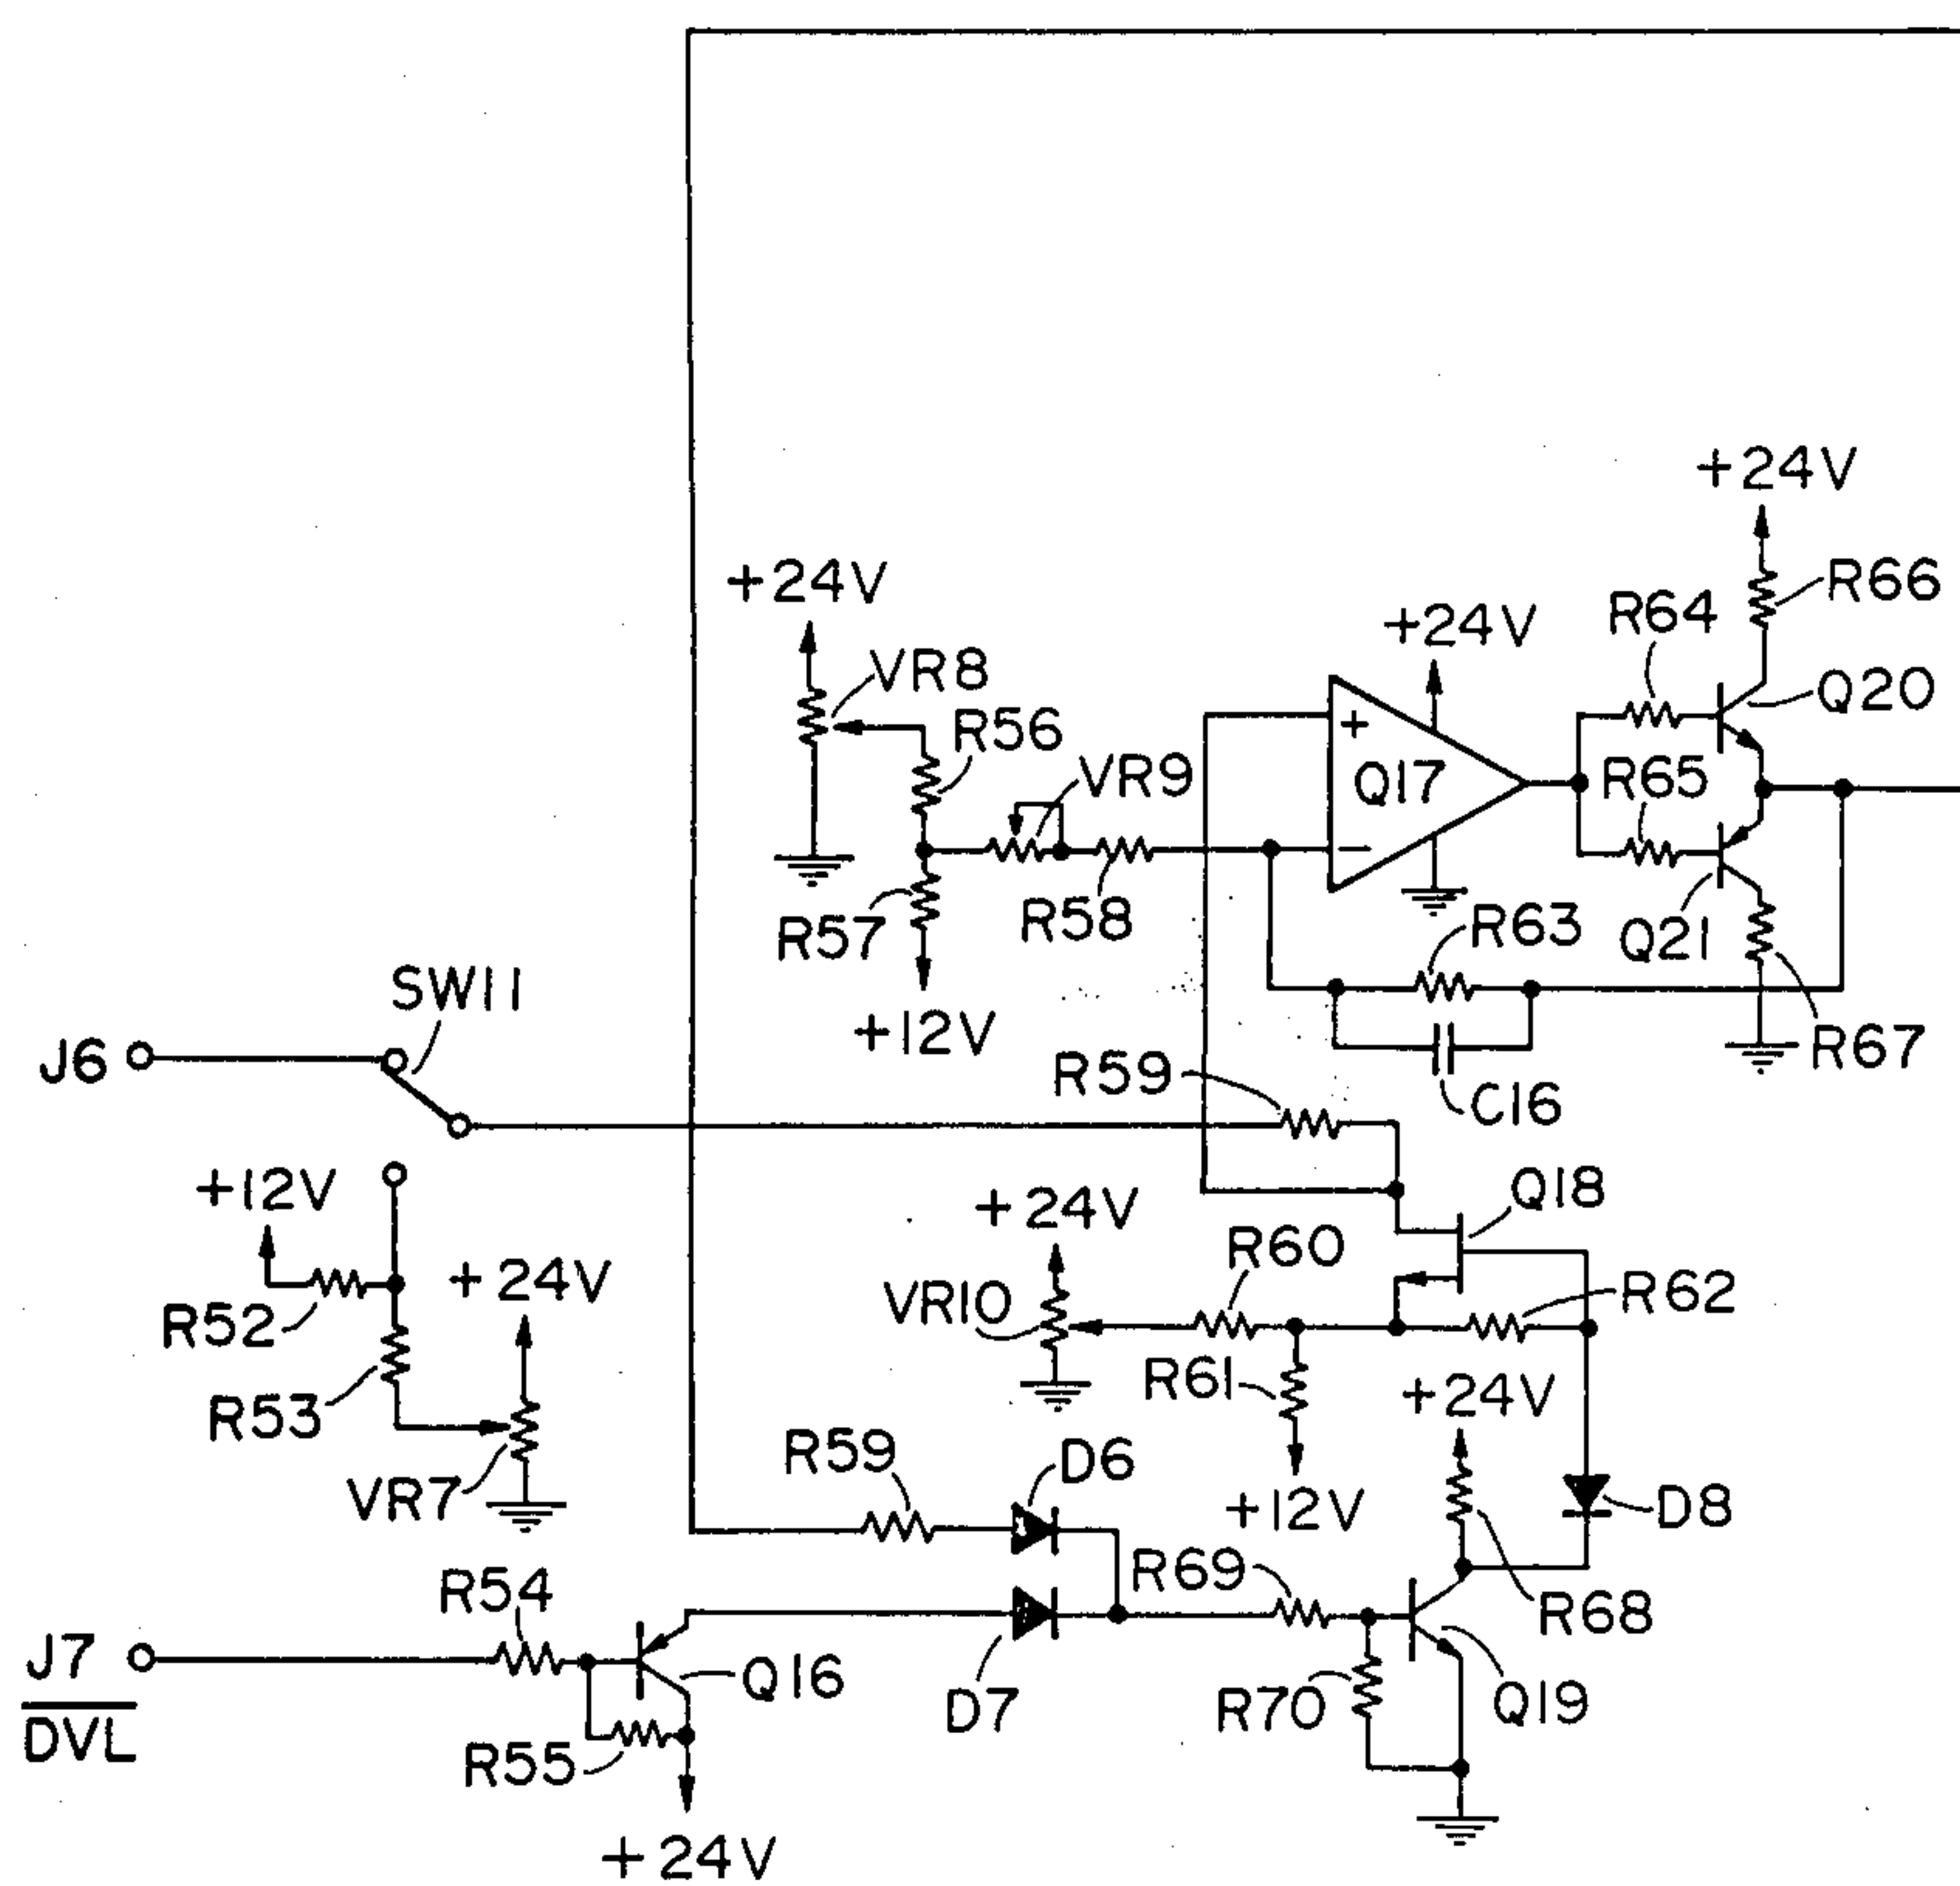 +24V
+24V
R66
R64
+24V
VR8
Q20
R56
VR9
R65
+
Q17
−
R57
R58
R63
Q21
SW11
+12V
R67
J6
R59
C16
+12V
Q18
+24V
R60
+24V
R62
VR10
R52
R61
+24V
R53
D6
R59
VR7
+12V
D8
R69
R54
R68
J7
Q16
D7
R70
Q19
DVL
R55
+24V